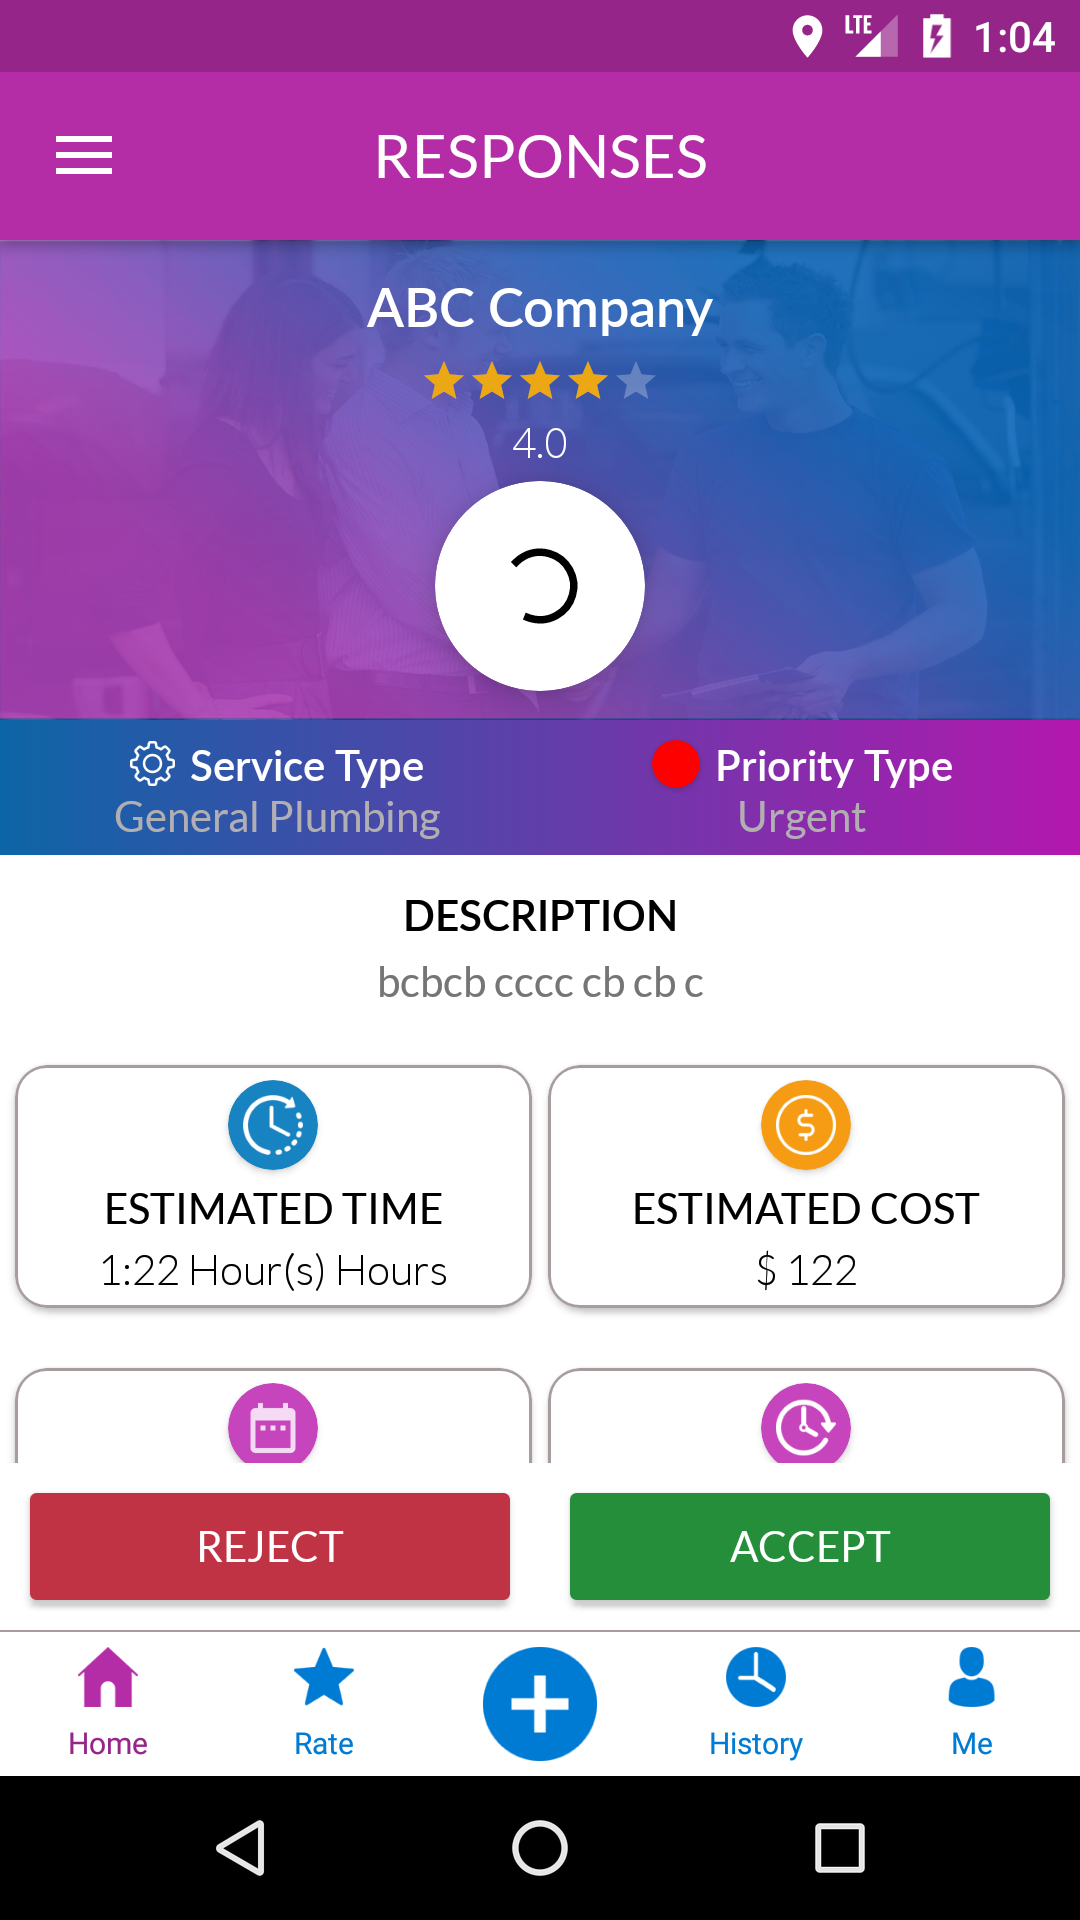 LTE 1:04
RESPONSES
ABC Company
4.0
Service Type
Priority Type
General Plumbing
Urgent
DESCRIPTION
bcbcb cccc cb cb c
ESTIMATED TIME
ESTIMATED COST
1:22 Hour(s) Hours
$ 122
REJECT
ACCEPT
Home
Rate
History
Me